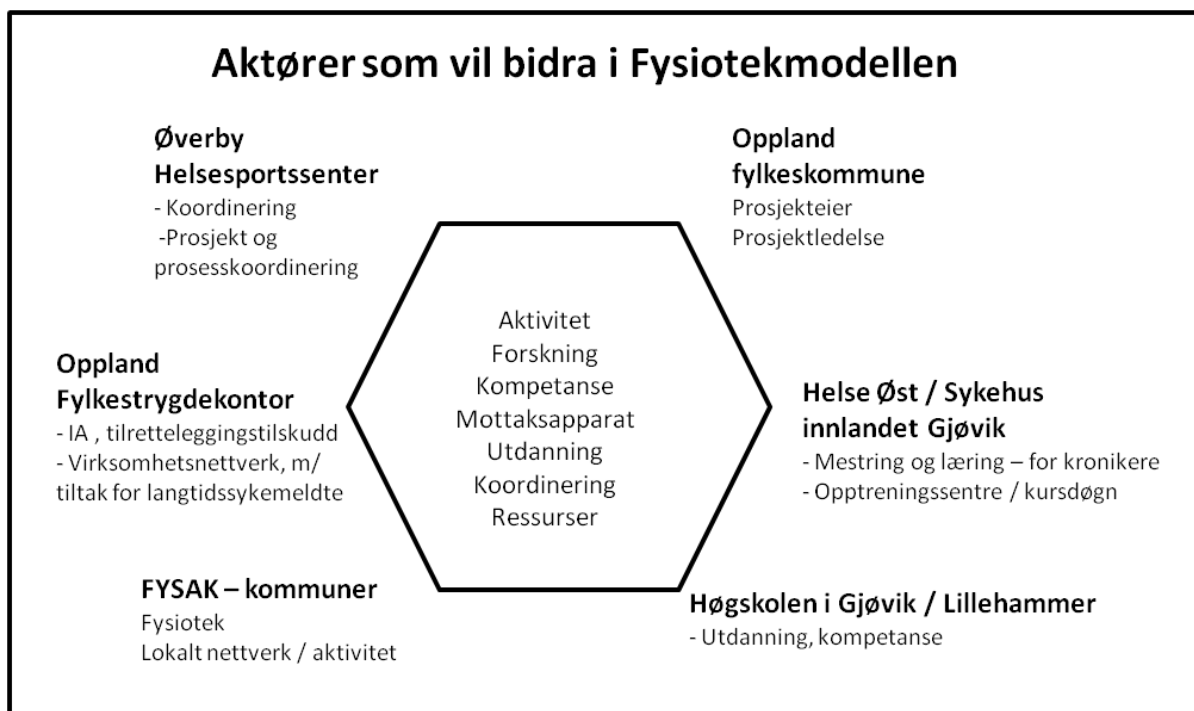 Aktører som vil bidra i Fysiotekmodellen
Øverby
Helsesportssenter
- Koordinering
-Prosjekt og
prosesskoordinering
Oppland
fylkeskommune
Prosjekteier
Prosjektledelse
Oppland
Fylkestrygdekontor
- IA , tilretteleggingstilskudd
- Virksomhetsnettverk, m/
tiltak for langtidssykemeldte
Aktivitet
Forskning
Kompetanse
Mottaksapparat
Utdanning
Koordinering
Ressurser
Helse Øst / Sykehus
innlandet Gjøvik
- Mestring og læring – for kronikere
- Opptreningssentre / kursdøgn
FYSAK – kommuner
Fysiotek
Lokalt nettverk / aktivitet
Høgskolen i Gjøvik / Lillehammer
- Utdanning, kompetanse